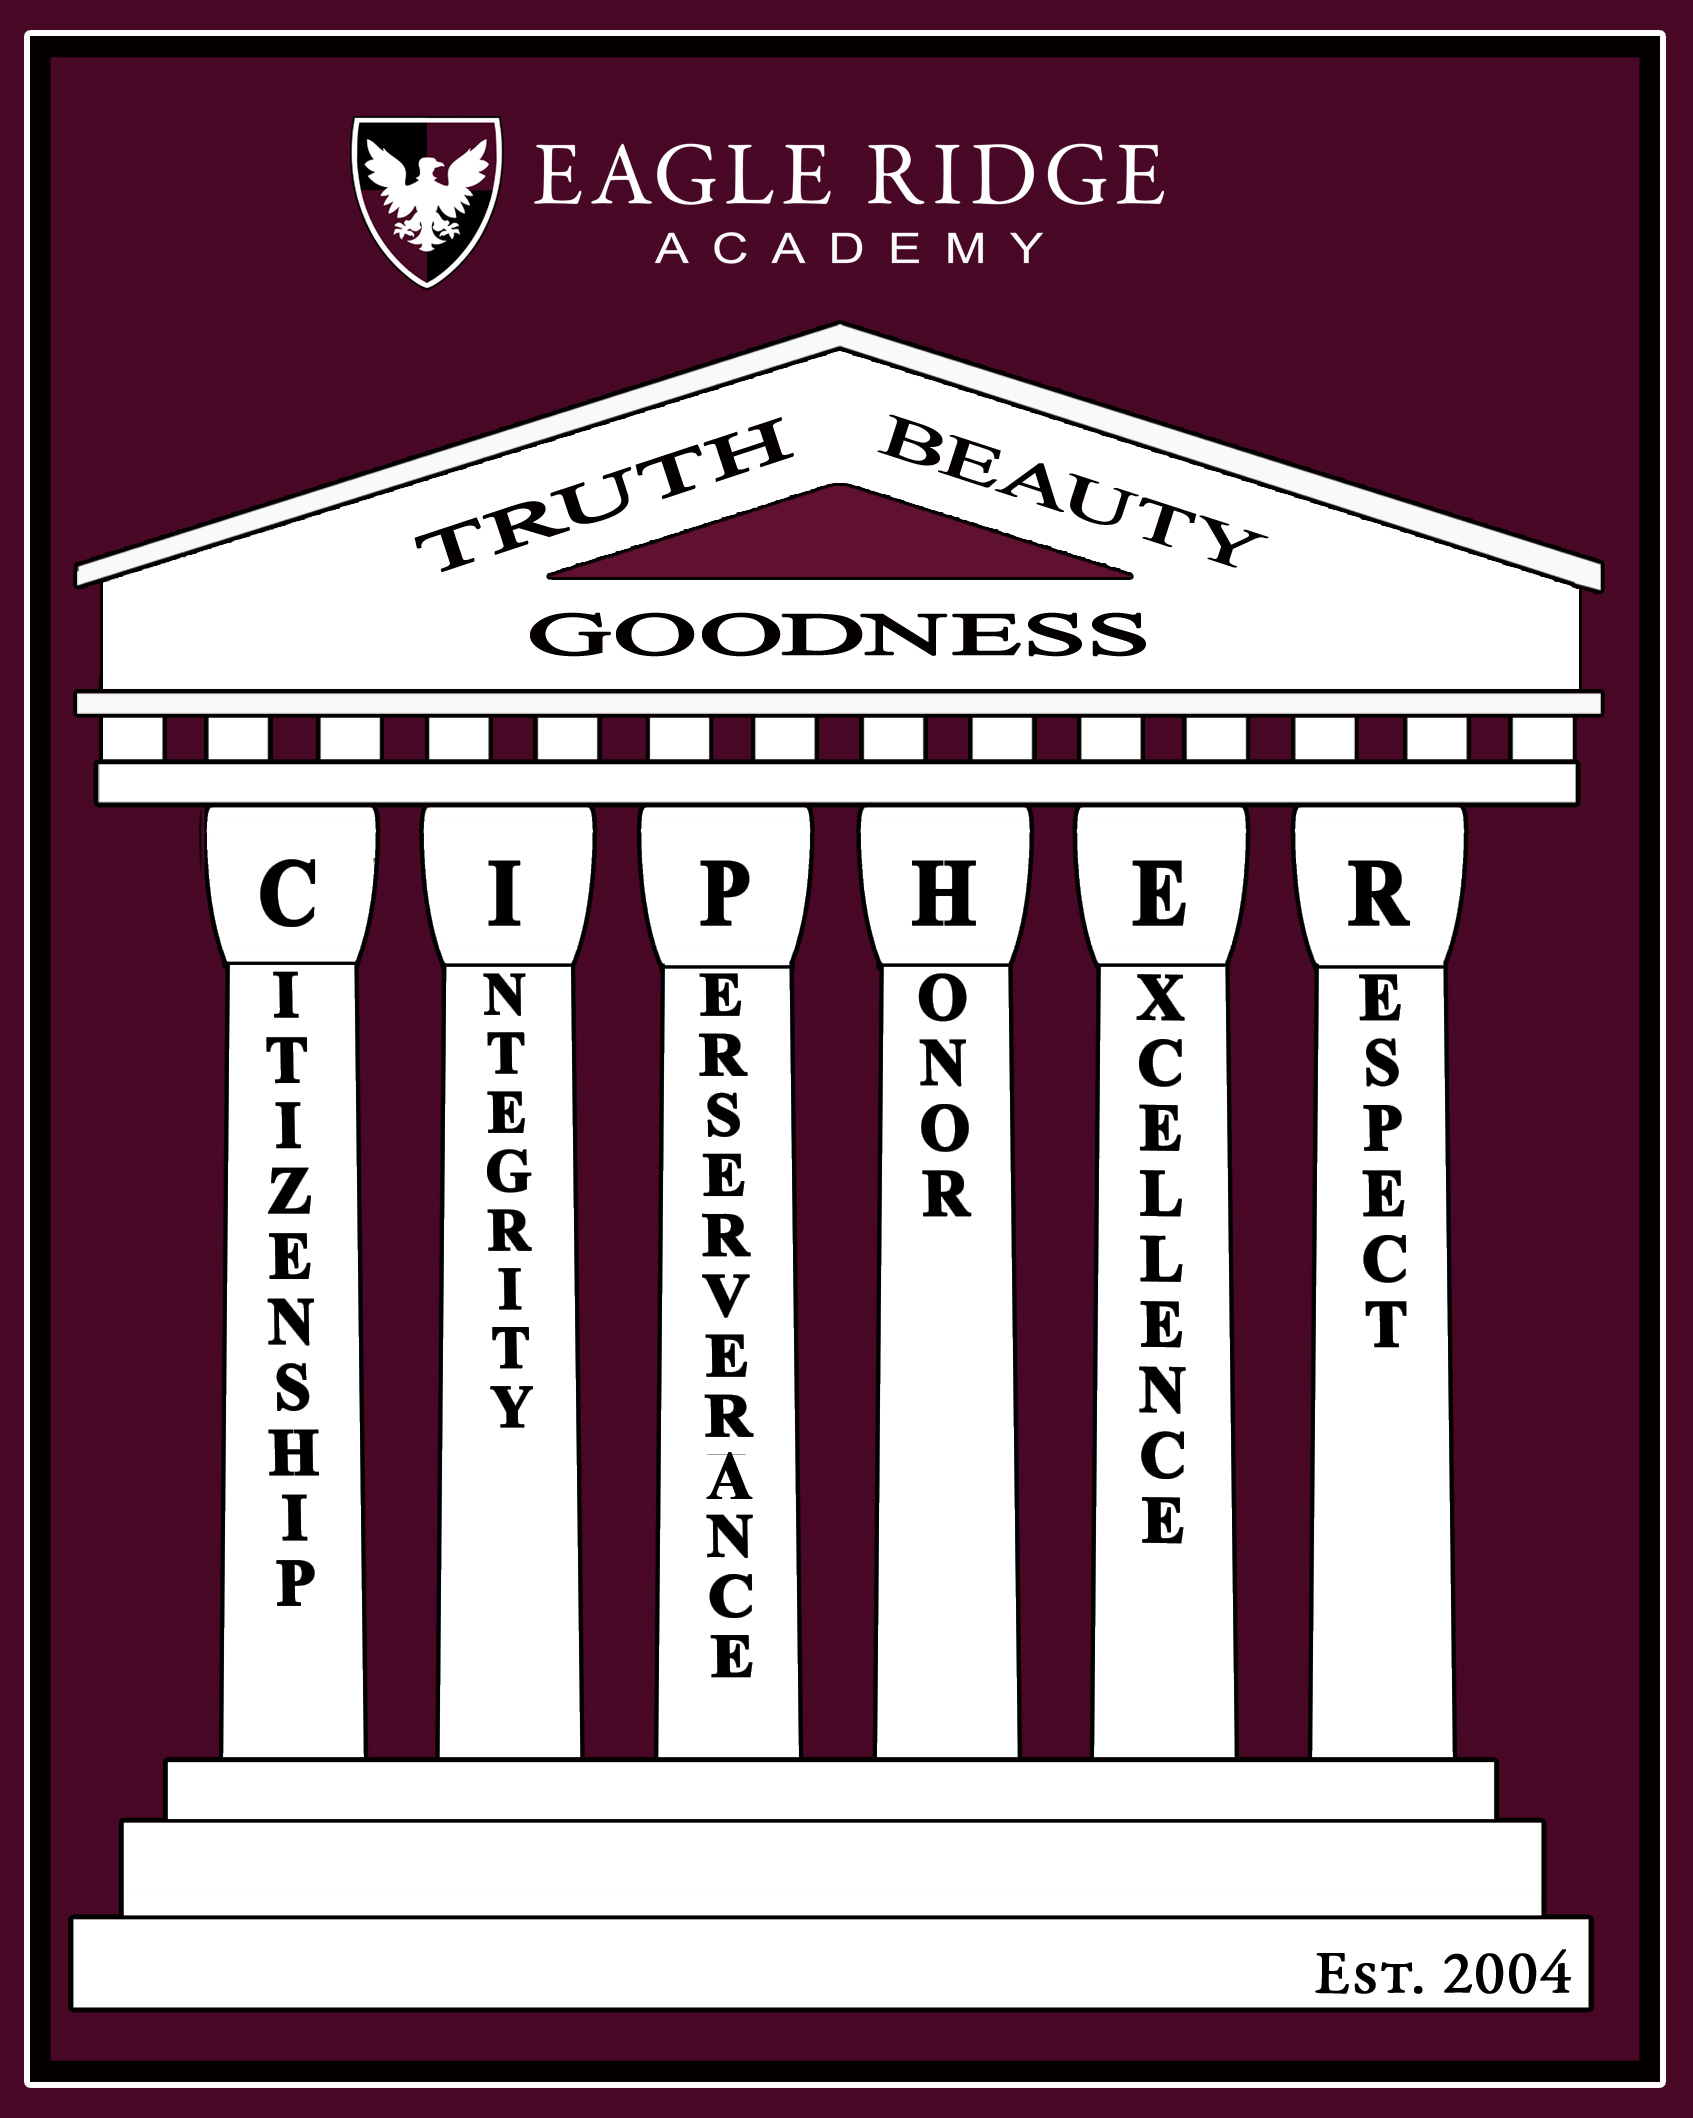 EAGLE RIDGE
ACADEMY
TRUTH
BEAUTY
GOODNESS
CITIZENSHIP
INTEGRITY
PERSERVERANCE
HONOR
EXCELLENCE
RESPECT
EST. 2004